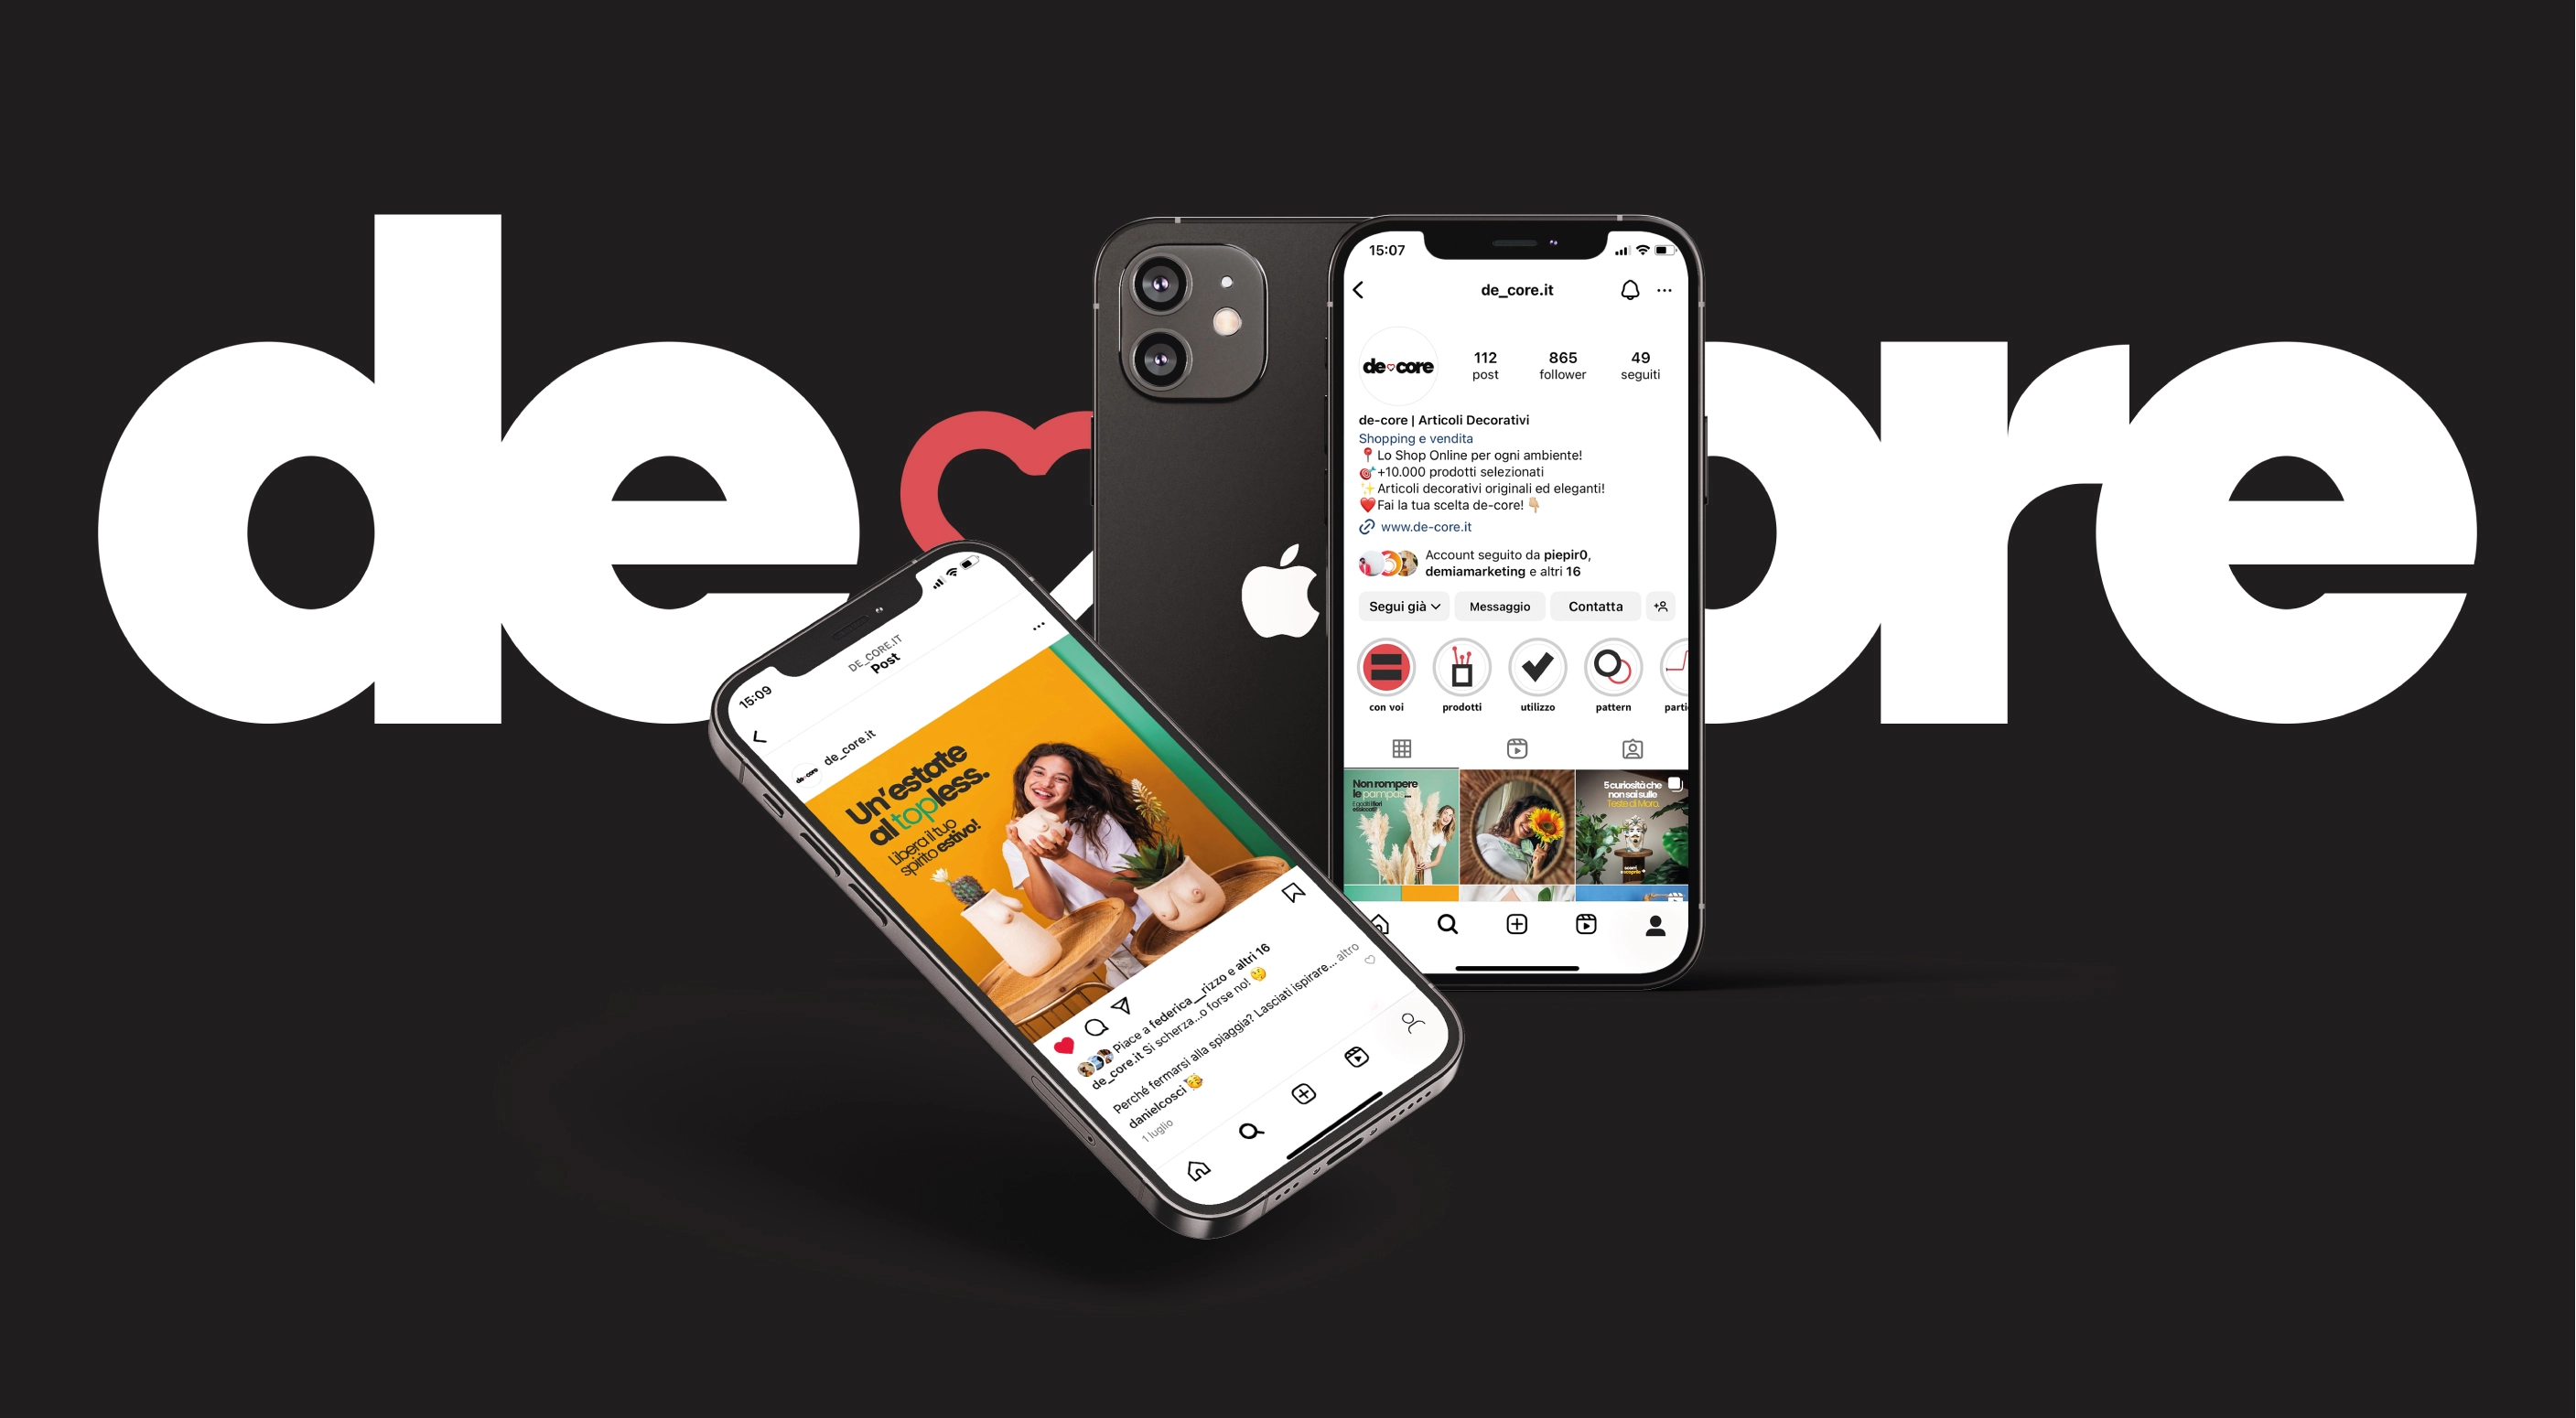 de core
15:07
de_core.it
de core
112 865 49
post follower seguiti
de-core | Articoli Decorativi
Shopping e vendita
📍Lo Shop Online per ogni ambiente!
🎯+10.000 prodotti selezionati
✨Articoli decorativi originali ed eleganti!
❤️Fai la tua scelta de-core!👇🏼
www.de-core.it
Account seguito da piepir0,
demiamarketing e altri 16
Segui già Messaggio Contatta
con voi prodotti utilizzo pattern parti
Non rompere
le pampas...
5 curiosità che
non sai sulle
Teste di Moro.
15:09
DE_CORE.IT
Post
de core
de_core.it
Un'estate
al topless.
Libera il tuo
spirito estivo!
Piace a federica__rizzo e altri 16
de_core.it Si scherza...o forse no! 🤔
Perché fermarsi alla spiaggia? Lasciati ispirare... altro
danielcosci 🥳
1 luglio